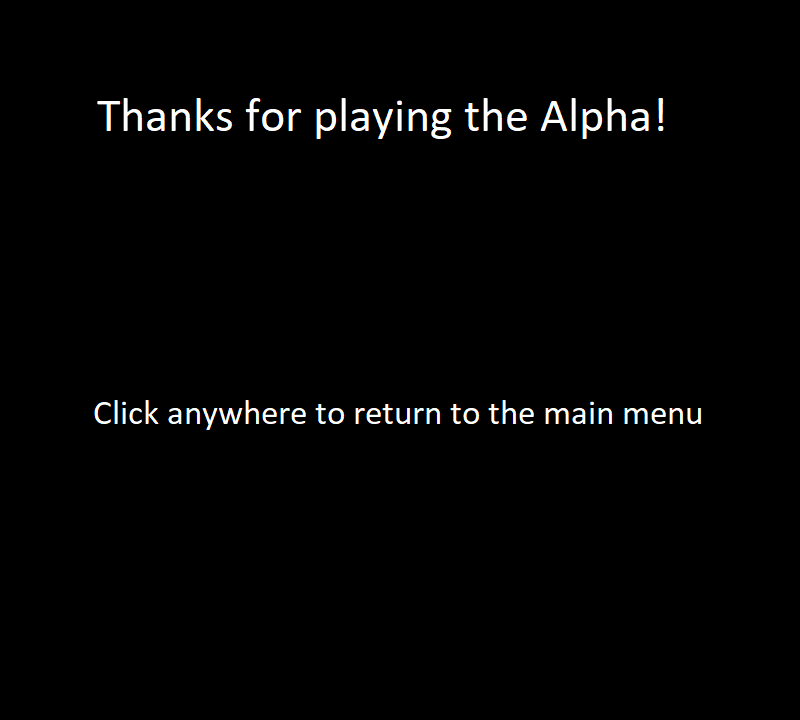 Thanks for playing the Alpha!
Click anywhere to return to the main menu